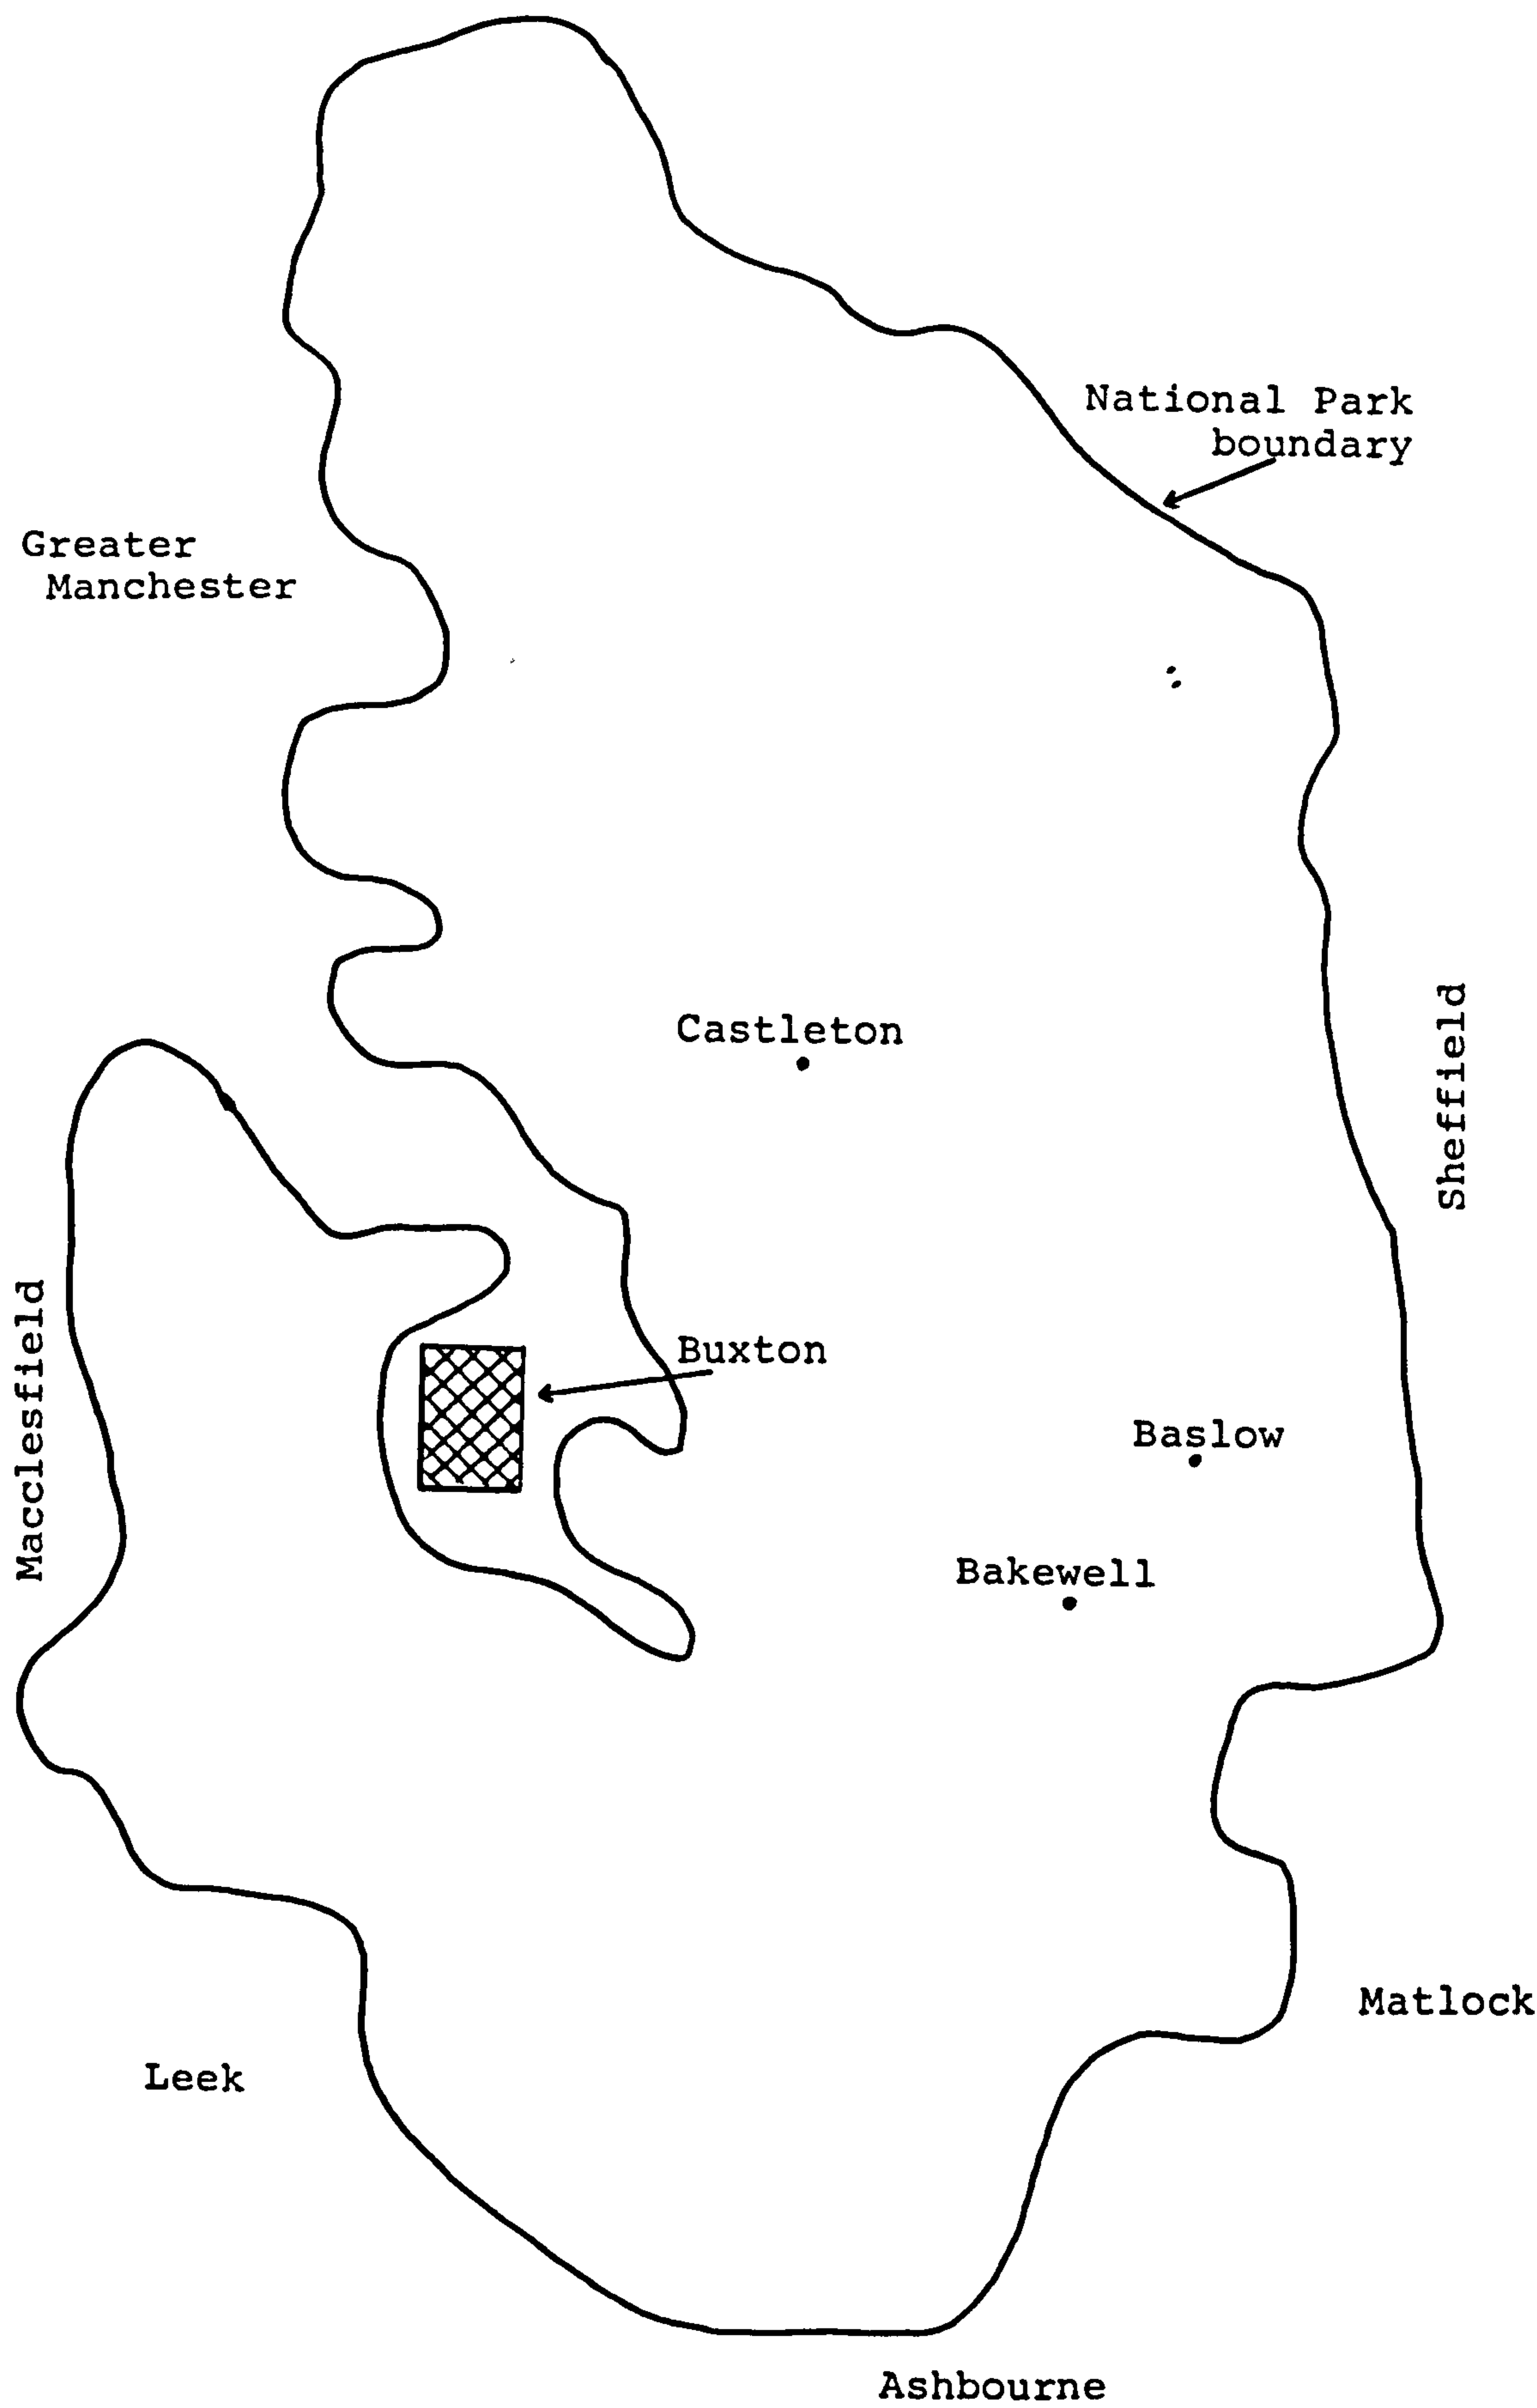 National Park
boundary
Greater
Manchester
Castleton
Sheffield
Macclesfield
Buxton
Baslow
Bakewell
Matlock
Leek
Ashbourne